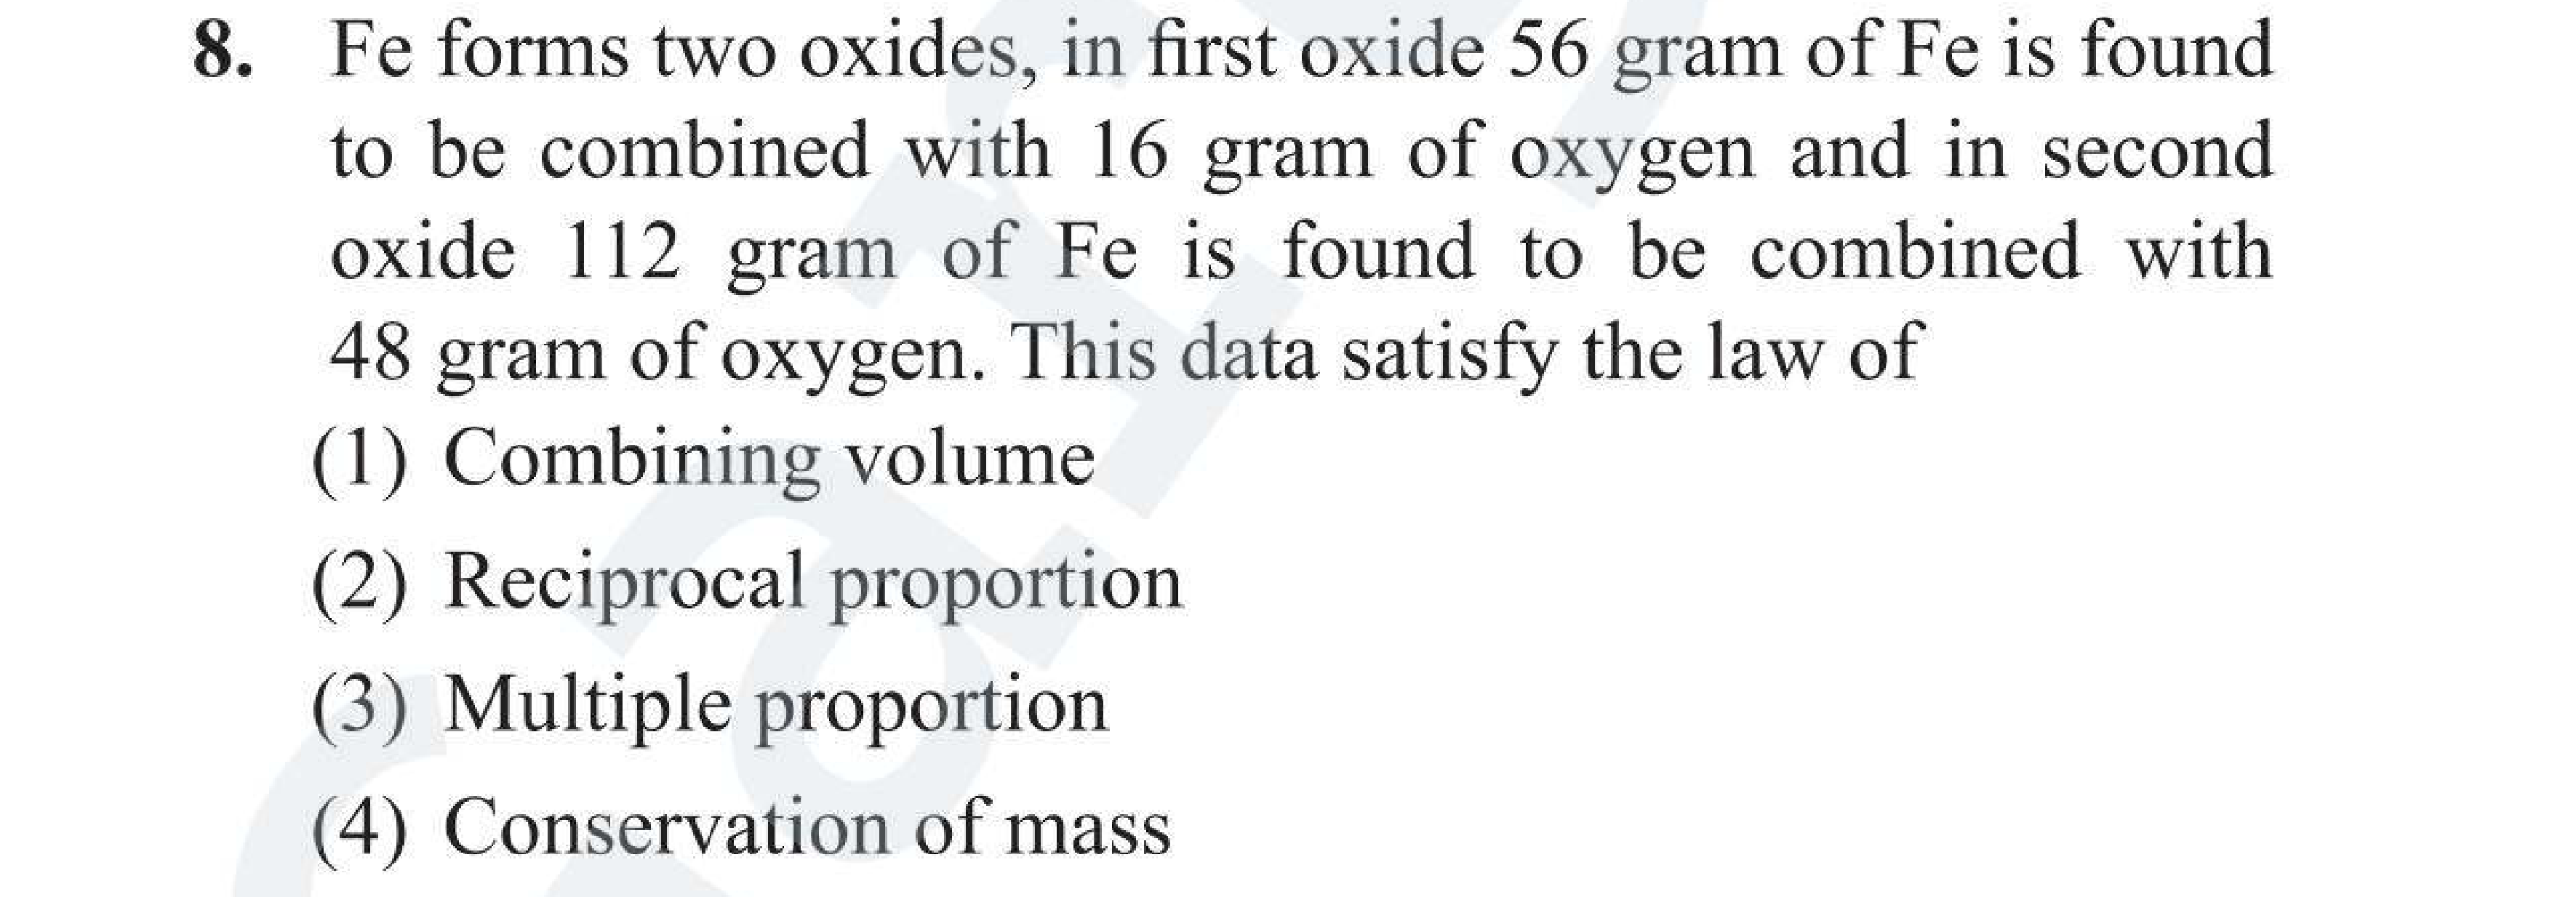 8. Fe forms two oxides, in first oxide 56 gram of Fe is found
to be combined with 16 gram of oxygen and in second
oxide 112 gram of Fe is found to be combined with
48 gram of oxygen. This data satisfy the law of
(1) Combining volume
(2) Reciprocal proportion
(3) Multiple proportion
(4) Conservation of mass